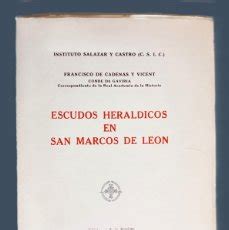 INSTITUTO SALAZAR Y CASTRO (C. S. I. C.)
FRANCISCO DE CADENAS Y VICENT
CONDE DE GAVIRIA
Correspondiente de la Real Academia de la Historia
ESCUDOS HERALDICOS
EN
SAN MARCOS DE LEON